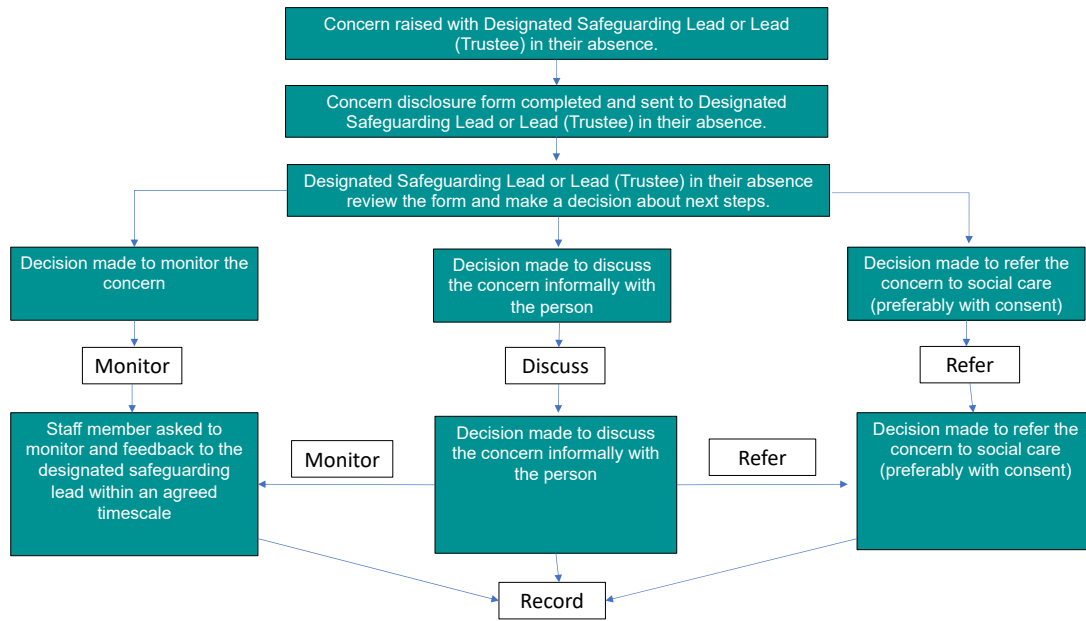 Concern raised with Designated Safeguarding Lead or Lead
(Trustee) in their absence.
Concern disclosure form completed and sent to Designated
Safeguarding Lead or Lead (Trustee) in their absence.
Designated Safeguarding Lead or Lead (Trustee) in their absence
review the form and make a decision about next steps.
Decision made to monitor the
concern
Decision made to discuss
the concern informally with
the person
Decision made to refer the
concern to social care
(preferably with consent)
Monitor
Discuss
Refer
Staff member asked to
monitor and feedback to the
designated safeguarding
lead within an agreed
timescale
Monitor
Decision made to discuss
the concern informally with
the person
Refer
Decision made to refer the
concern to social care
(preferably with consent)
Record